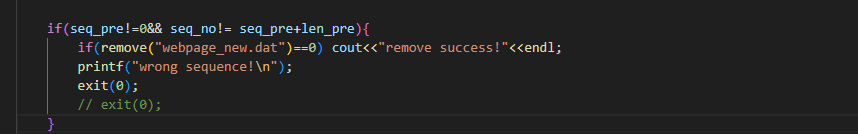 if(seq_pre!=0&& seq_no!= seq_pre+len_pre){
if(remove("webpage_new.dat")==0) cout<<"remove success!"<<endl;
printf("wrong sequence!\n");
exit(0);
// exit(0);
}